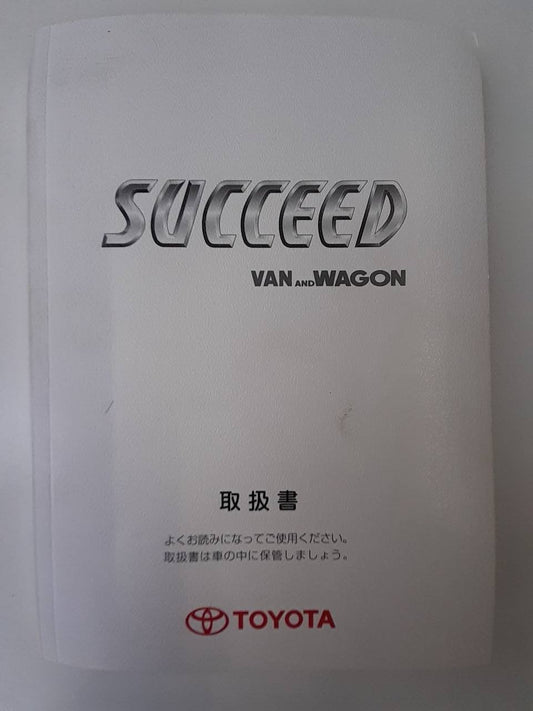 SUCCEED
VAN AND WAGON
取扱書
よくお読みになってご使用ください。
取扱書は車の中に保管しましょう。
TOYOTA